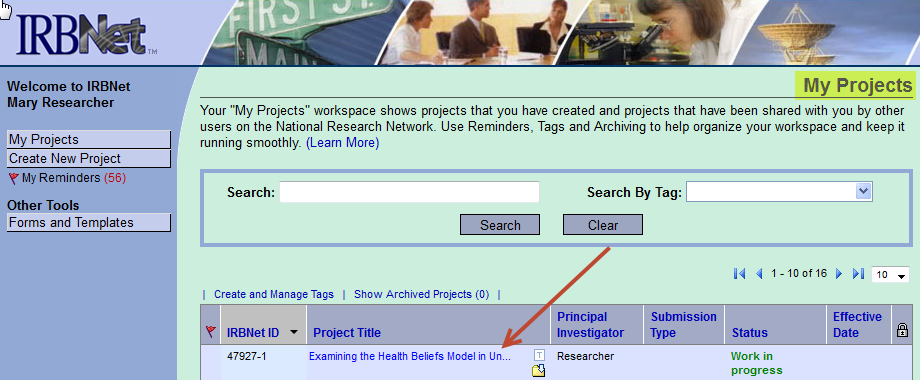 FIRST ST
MAIN
IRBNet™
Welcome to IRBNet
Mary Researcher
My Projects
Create New Project
My Reminders (56)
Other Tools
Forms and Templates
My Projects
Your "My Projects" workspace shows projects that you have created and projects that have been shared with you by other
users on the National Research Network. Use Reminders, Tags and Archiving to help organize your workspace and keep it
running smoothly. (Learn More)
Search:
Search By Tag:
Search
Clear
1 - 10 of 16
10
| Create and Manage Tags | Show Archived Projects (0) |
IRBNet ID
Project Title
Principal
Investigator
Submission
Type
Status
Effective
Date
47927-1
Examining the Health Beliefs Model in Un...
T
Researcher
Work in
progress